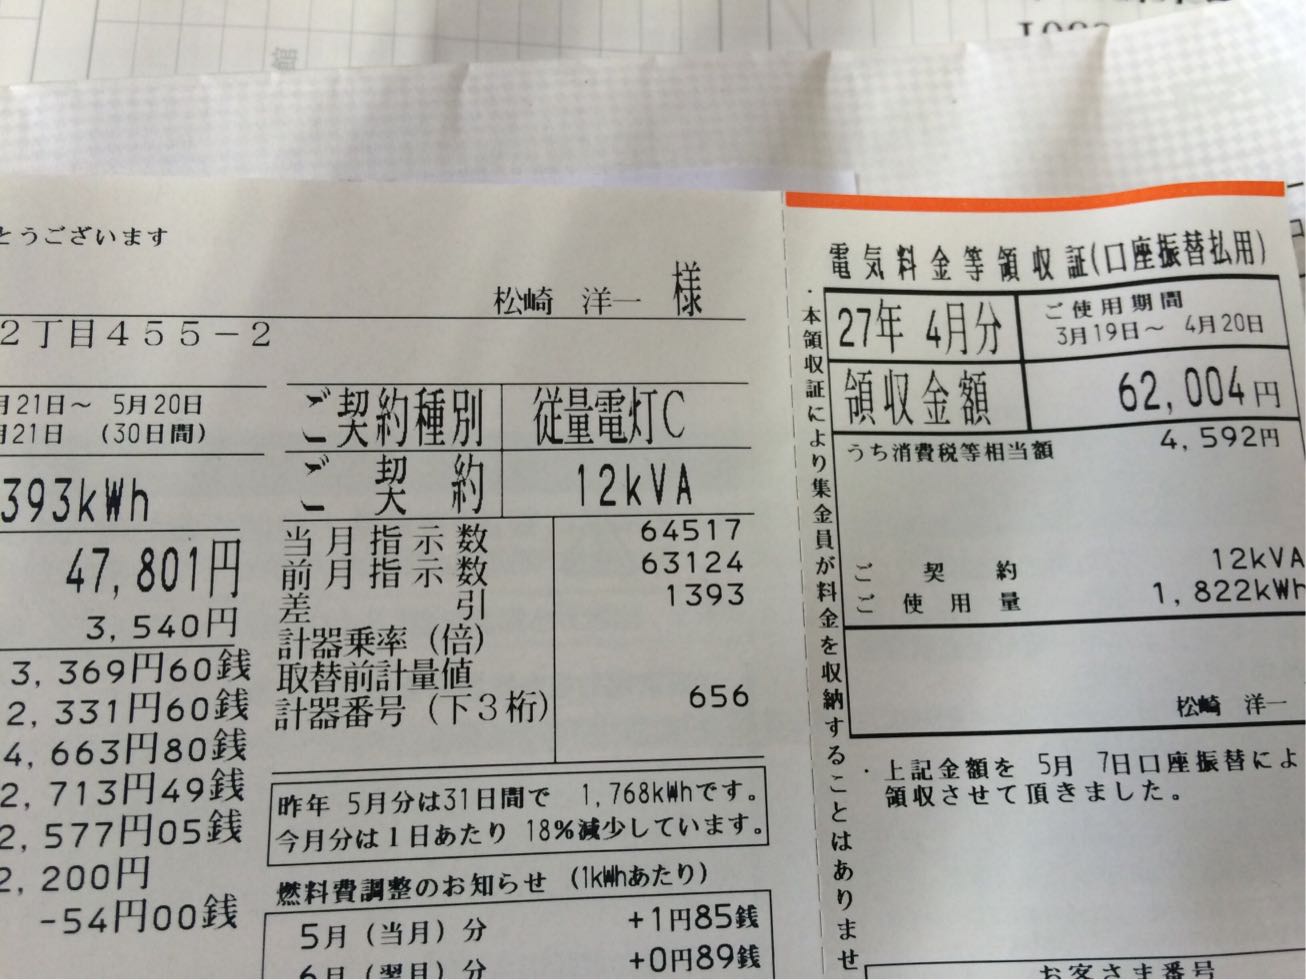 とうございます
松崎 洋一 様
2丁目455-2
月21日~ 5月20日
月21日 (30日間)
393kWh
47,801円
3,540円
3,369円60銭
2,331円60銭
4,663円80銭
2,713円49銭
2,577円05銭
2,200円
-54円00銭
ご契約種別 従量電灯C
ご契約 12kVA
当月指示数 64517
前月指示数 63124
差引 1393
計器乗率(倍)
取替前計量値
計器番号(下3桁) 656
昨年 5月分は31日間で 1,768kWhです。
今月分は1日あたり 18%減少しています。
燃料費調整のお知らせ (1kWhあたり)
5月(当月)分 +1円85銭
6月(翌月)分 +0円89銭
電気料金等領収証(口座振替払用)
27年 4月分
ご使用期間
3月19日~ 4月20日
領収金額 62,004円
うち消費税等相当額 4,592円
ご契約 12kVA
ご使用量 1,822kWh
松崎 洋一
・上記金額を 5月 7日口座振替によ
領収させて頂きました。
お客さま番号
・本領収証により集金員が料金を収納することはありませ